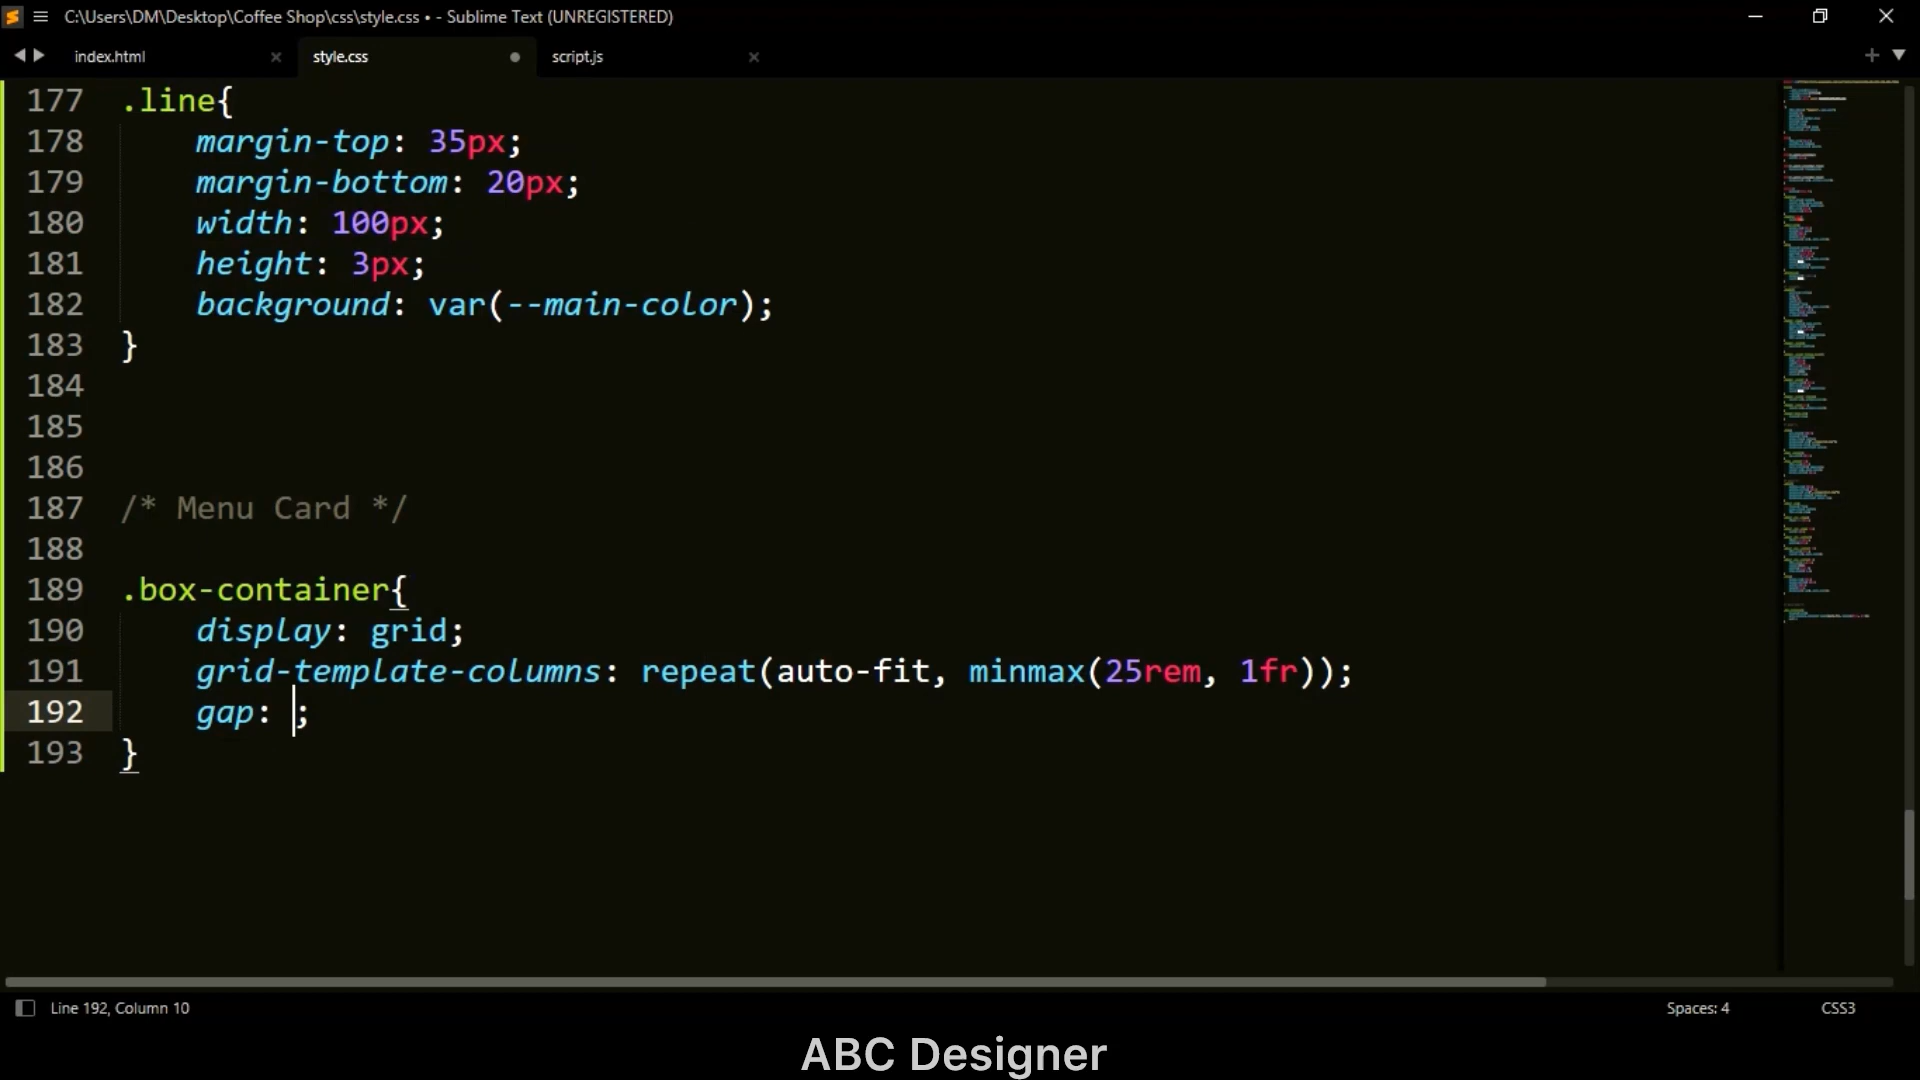 C:\Users\DM\Desktop\Coffee Shop\css\style.css • - Sublime Text (UNREGISTERED)
index.html style.css script.js
177 .line{
178 margin-top: 35px;
179 margin-bottom: 20px;
180 width: 100px;
181 height: 3px;
182 background: var(--main-color);
183 }
184
185
186
187 /* Menu Card */
188
189 .box-container{
190 display: grid;
191 grid-template-columns: repeat(auto-fit, minmax(25rem, 1fr));
192 gap: ;
193 }
Line 192, Column 10 Spaces: 4 CSS3
ABC Designer